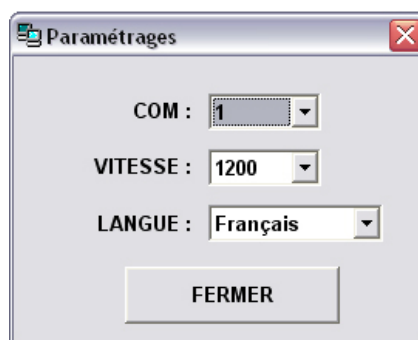 Paramétrages
COM : 1
VITESSE : 1200
LANGUE : Français
FERMER